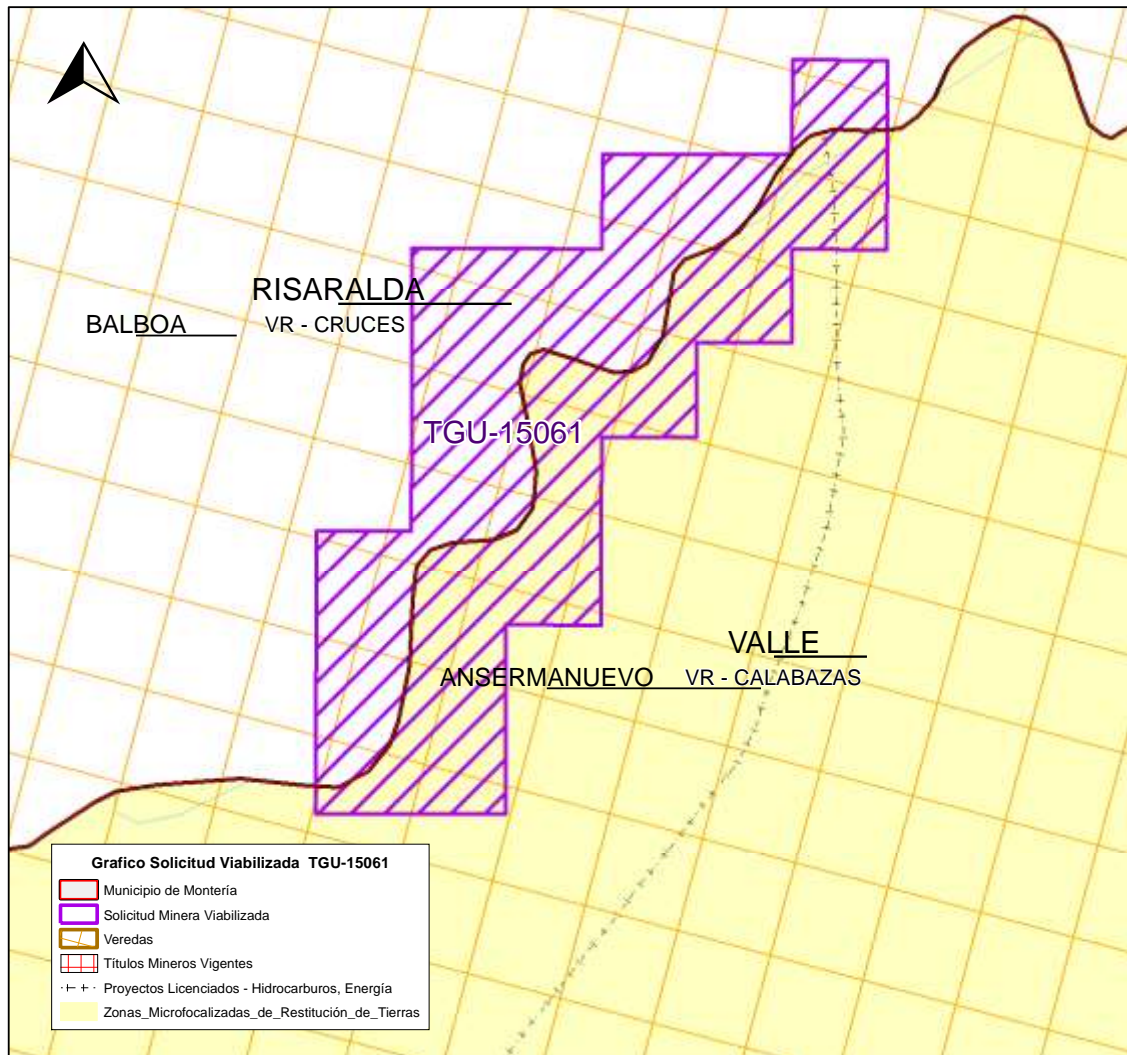 RISARALDA
BALBOA
VR - CRUCES
TGU-15061
VALLE
ANSERMANUEVO
VR - CALABAZAS
Grafico Solicitud Viabilizada TGU-15061
Municipio de Montería
Solicitud Minera Viabilizada
Veredas
Títulos Mineros Vigentes
Proyectos Licenciados - Hidrocarburos, Energía
Zonas_Microfocalizadas_de_Restitución_de_Tierras